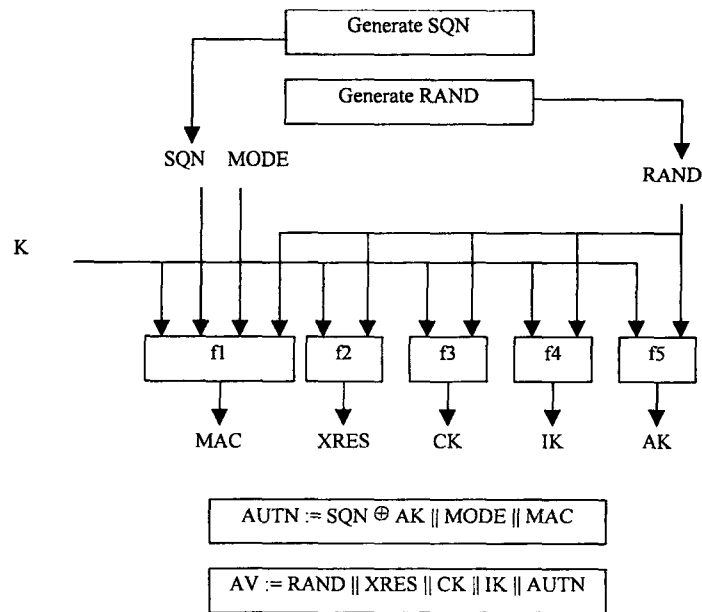 Generate SQN
Generate RAND
SQN MODE
RAND
K
f1 f2 f3 f4 f5
MAC XRES CK IK AK
AUTN := SQN ⊕ AK || MODE || MAC
AV := RAND || XRES || CK || IK || AUTN